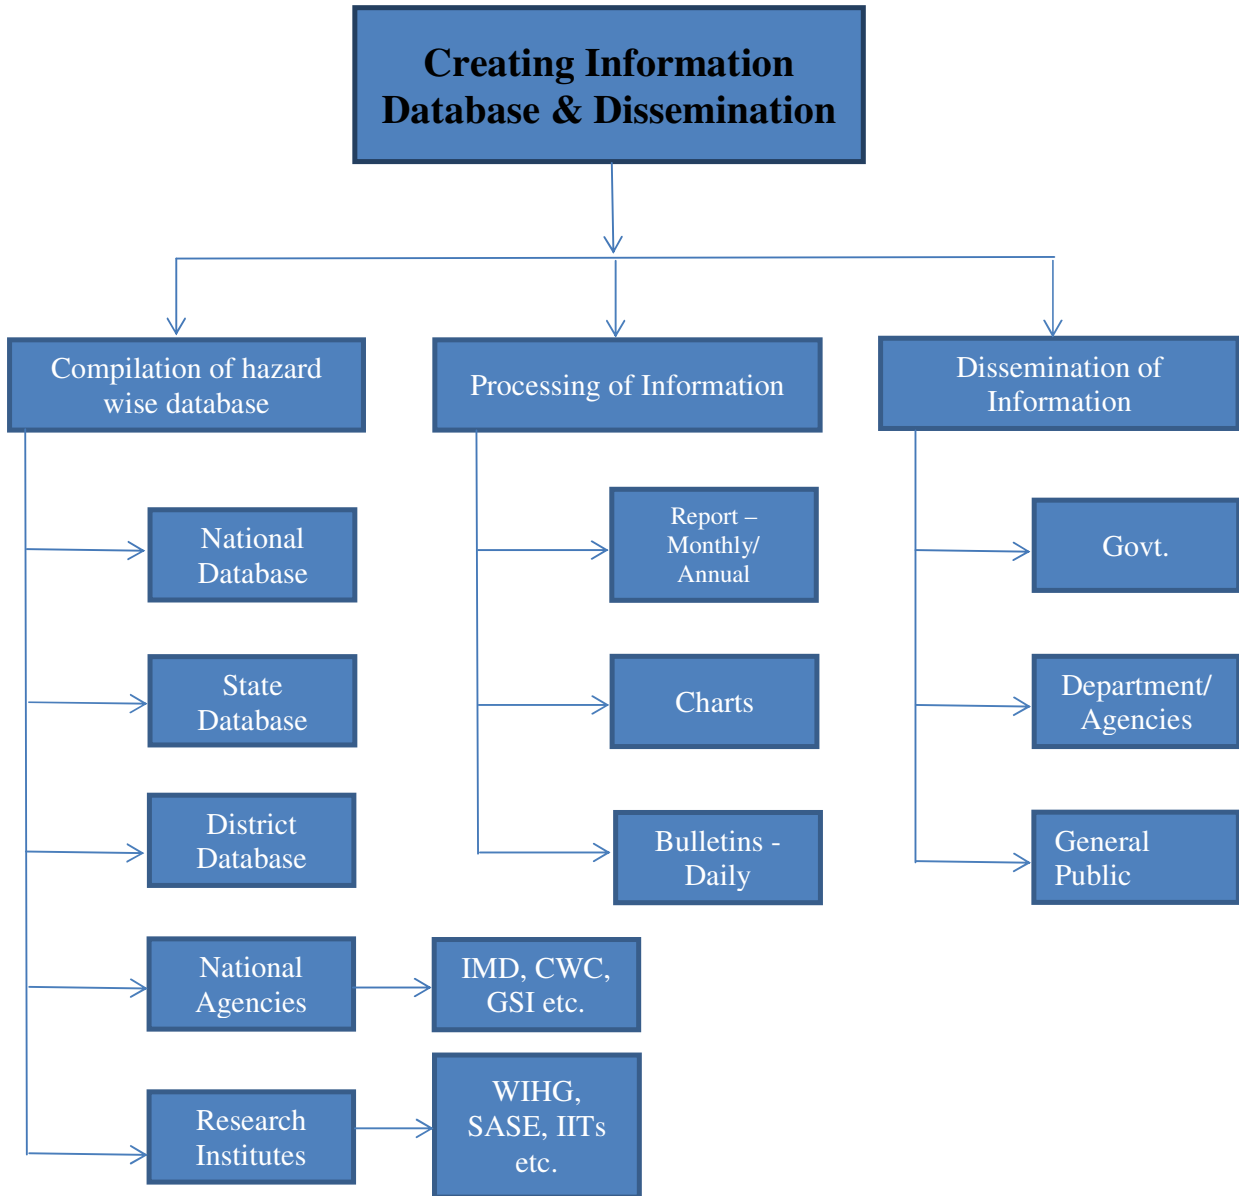 Creating Information
Database & Dissemination
Compilation of hazard
wise database
Processing of Information
Dissemination of
Information
National
Database
Report –
Monthly/
Annual
Govt.
State
Database
Charts
Department/
Agencies
District
Database
Bulletins -
Daily
General
Public
National
Agencies
IMD, CWC,
GSI etc.
Research
Institutes
WIHG,
SASE, IITs
etc.